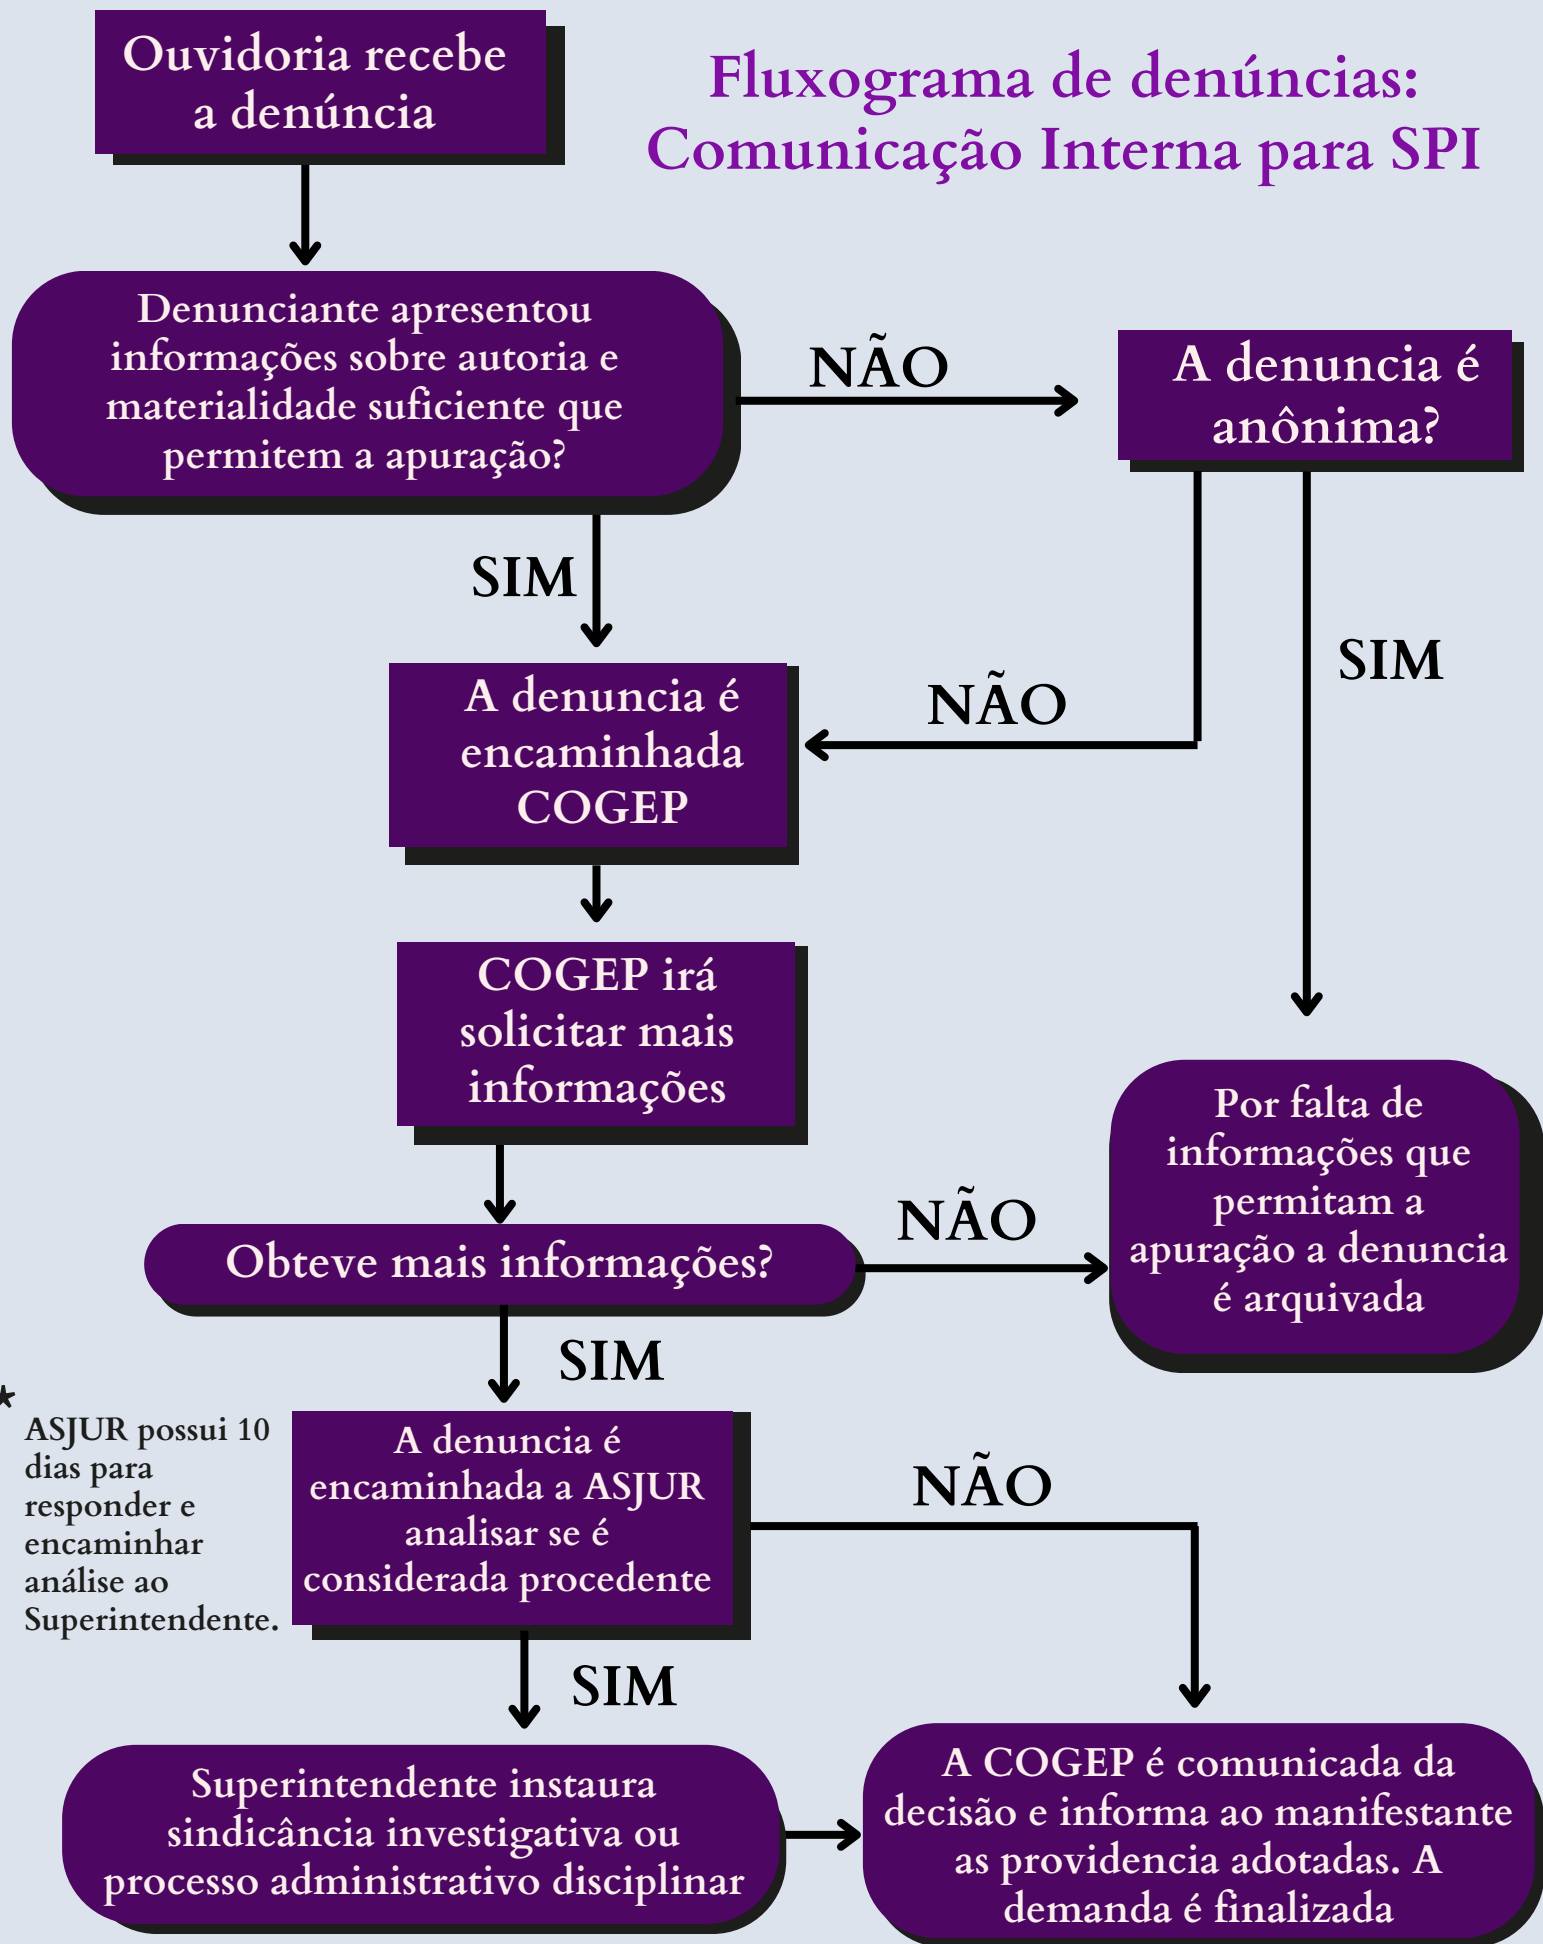 Ouvidoria recebe
a denúncia
Fluxograma de denúncias:
Comunicação Interna para SPI
Denunciante apresentou
informações sobre autoria e
materialidade suficiente que
permitem a apuração?
NÃO
A denuncia é
anônima?
SIM
SIM
NÃO
A denuncia é
encaminhada
COGEP
COGEP irá
solicitar mais
informações
Por falta de
informações que
permitam a
apuração a denuncia
é arquivada
Obteve mais informações?
NÃO
SIM
*
ASJUR possui 10
dias para
responder e
encaminhar
análise ao
Superintendente.
A denuncia é
encaminhada a ASJUR
analisar se é
considerada procedente
NÃO
SIM
Superintendente instaura
sindicância investigativa ou
processo administrativo disciplinar
A COGEP é comunicada da
decisão e informa ao manifestante
as providencia adotadas. A
demanda é finalizada